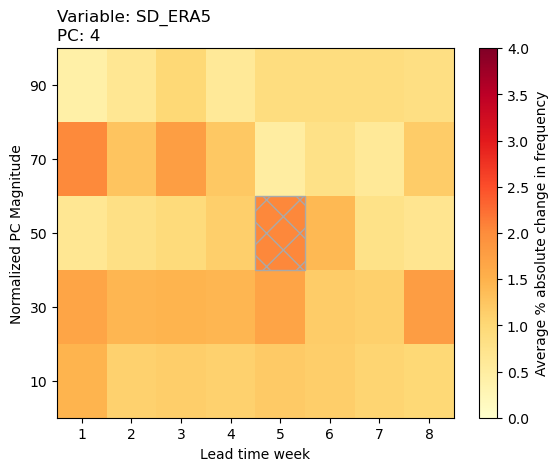 Variable: SD_ERA5
PC: 4
90
70
50
30
10
Normalized PC Magnitude
1 2 3 4 5 6 7 8
Lead time week
4.0
3.5
3.0
2.5
2.0
1.5
1.0
0.5
0.0
Average % absolute change in frequency